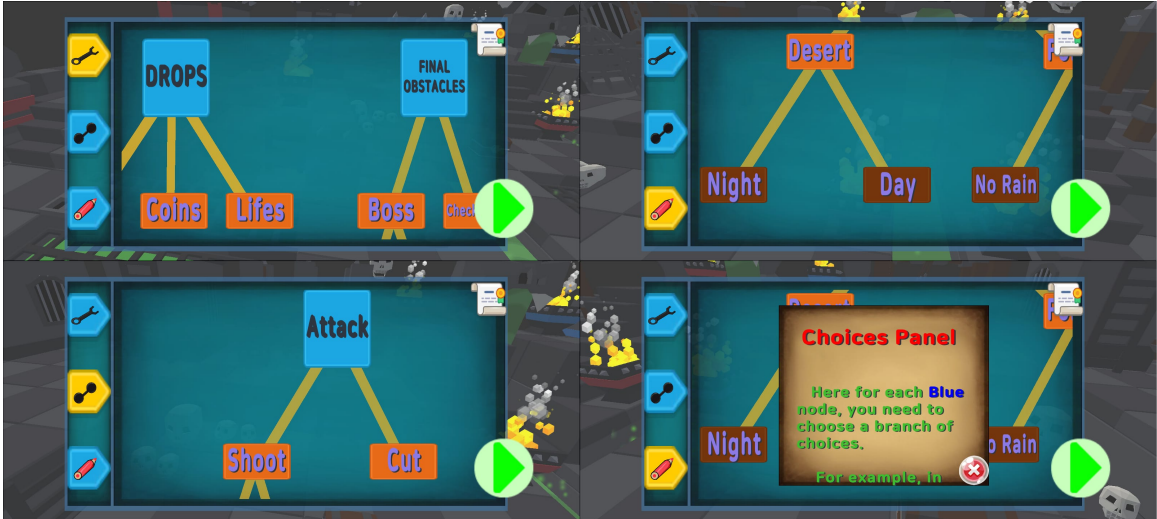 DROPS
FINAL
OBSTACLES
Coins
Lifes
Boss
Desert
Night
Day
No Rain
Attack
Shoot
Cut
Choices Panel
Here for each Blue
node, you need to
choose a branch of
choices.
For example, in
Night
Rain